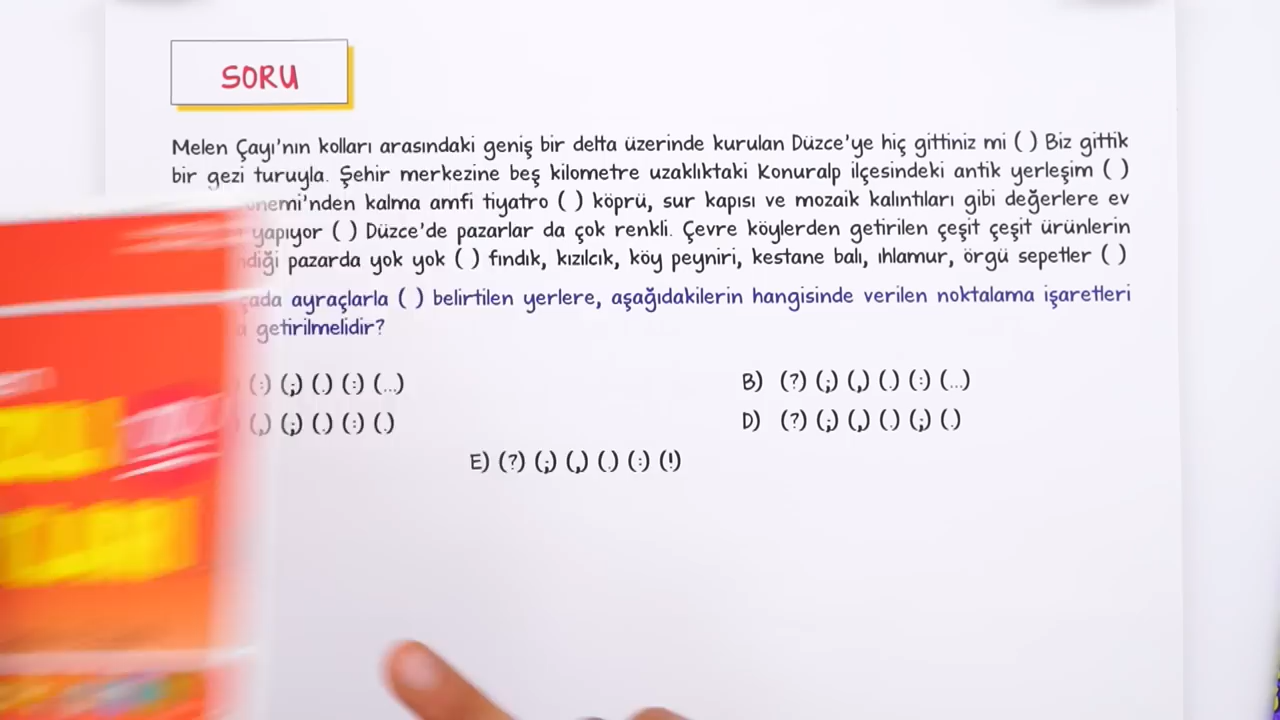 SORU
Melen Çayı'nın kolları arasındaki geniş bir delta üzerinde kurulan Düzce'ye hiç gittiniz mi ( ) Biz gittik
bir gezi turuyla. Şehir merkezine beş kilometre uzaklıktaki Konuralp ilçesindeki antik yerleşim ( )
kalma amfi tiyatro ( ) köprü, sur kapısı ve mozaik kalıntıları gibi değerlere ev
yapıyor ( ) Düzce'de pazarlar da çok renkli. Çevre köylerden getirilen çeşit çeşit ürünlerin
pazarda yok yok ( ) fındık, kızılcık, köy peyniri, kestane balı, ıhlamur, örgü sepetler ( )
ayraçlarla ( ) belirtilen yerlere, aşağıdakilerin hangisinde verilen noktalama işaretleri
getirilmelidir?
(:) (;) (.) (:) (...)
B) (?) (;) (,) (.) (:) (...)
(,) (;) (.) (:) (.)
D) (?) (;) (,) (.) (;) (.)
E) (?) (;) (,) (.) (:) (!)